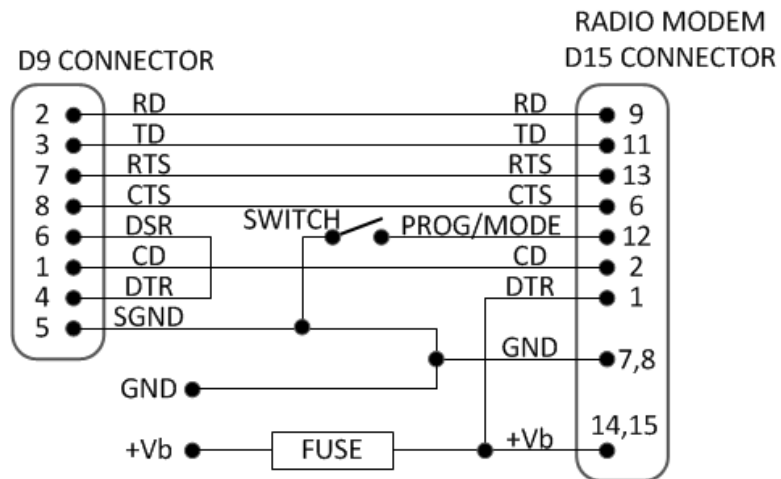 RADIO MODEM
D9 CONNECTOR D15 CONNECTOR
2 RD RD 9
3 TD TD 11
7 RTS RTS 13
8 CTS CTS 6
6 DSR SWITCH PROG/MODE 12
1 CD CD 2
4 DTR DTR 1
5 SGND
GND 7,8
GND
14,15
+Vb FUSE +Vb